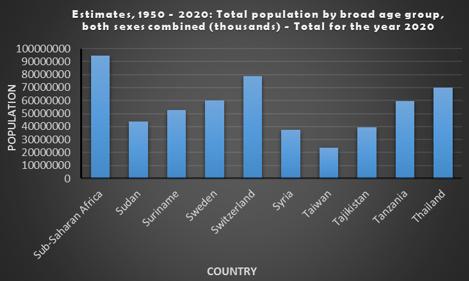 Estimates, 1950 - 2020: Total population by broad age group,
both sexes combined (thousands) - Total for the year 2020
100000000
90000000
80000000
70000000
60000000
50000000
40000000
30000000
20000000
10000000
0
POPULATION
Sub-Saharan Africa
Sudan
Suriname
Sweden
Switzerland
Syria
Taiwan
Tajikistan
Tanzania
Thailand
COUNTRY